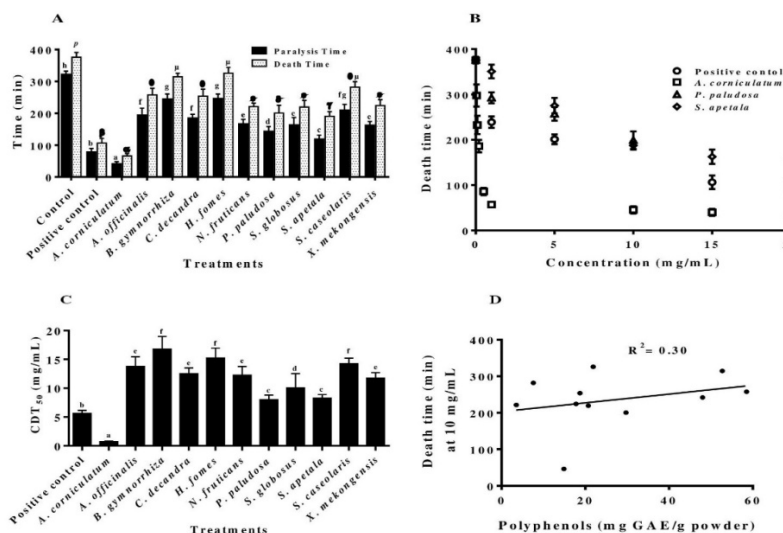 A
400
300
200
100
0
Time (min)
Paralysis Time
Death Time
h
p
b
a
f
g
f
g
e
d
e
c
fg
μ
e
μ
μ
Control
Positive control
A. corniculatum
A. officinalis
B. gymnorrhiza
C. decandra
H. fomes
N. fruticans
P. paludosa
S. globosus
S. apetala
S. caseolaris
X. mekongensis
Treatments
B
400
300
200
100
0
Death time (min)
Positive contol
A. corniculatum
P. paludosa
S. apetala
0
5
10
15
Concentration (mg/mL)
C
20
15
10
5
0
CDT50 (mg/mL)
b
a
e
f
e
f
e
c
d
c
f
e
Positive control
A. corniculatum
A. officinalis
B. gymnorrhiza
C. decandra
H. fomes
N. fruticans
P. paludosa
S. globosus
S. apetala
S. caseolaris
X. mekongensis
Treatments
D
400
300
200
100
0
Death time (min)
at 10 mg/mL
R²= 0.30
0
20
40
60
Polyphenols (mg GAE/g powder)